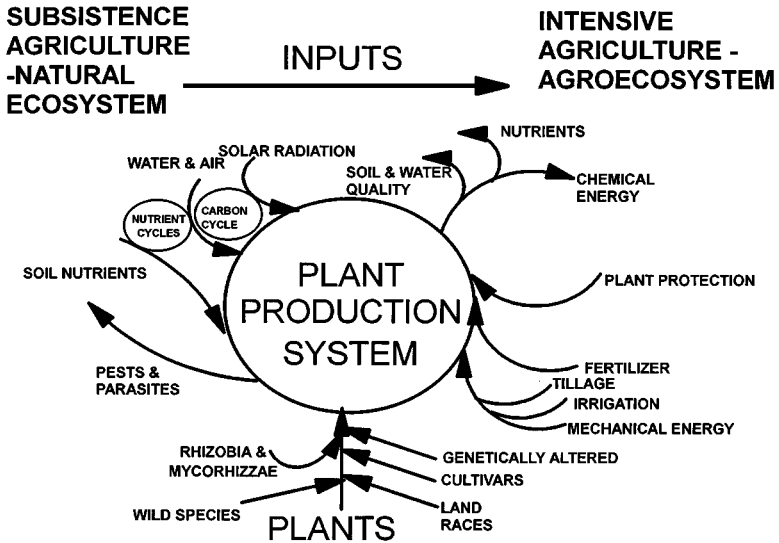 SUBSISTENCE
AGRICULTURE
-NATURAL
ECOSYSTEM
INPUTS
INTENSIVE
AGRICULTURE -
AGROECOSYSTEM
WATER & AIR
SOLAR RADIATION
SOIL & WATER
QUALITY
NUTRIENTS
CHEMICAL
ENERGY
NUTRIENT
CYCLES
CARBON
CYCLE
SOIL NUTRIENTS
PLANT
PRODUCTION
SYSTEM
PLANT PROTECTION
PESTS &
PARASITES
FERTILIZER
TILLAGE
IRRIGATION
MECHANICAL ENERGY
RHIZOBIA &
MYCORHIZZAE
GENETICALLY ALTERED
CULTIVARS
WILD SPECIES
LAND
RACES
PLANTS